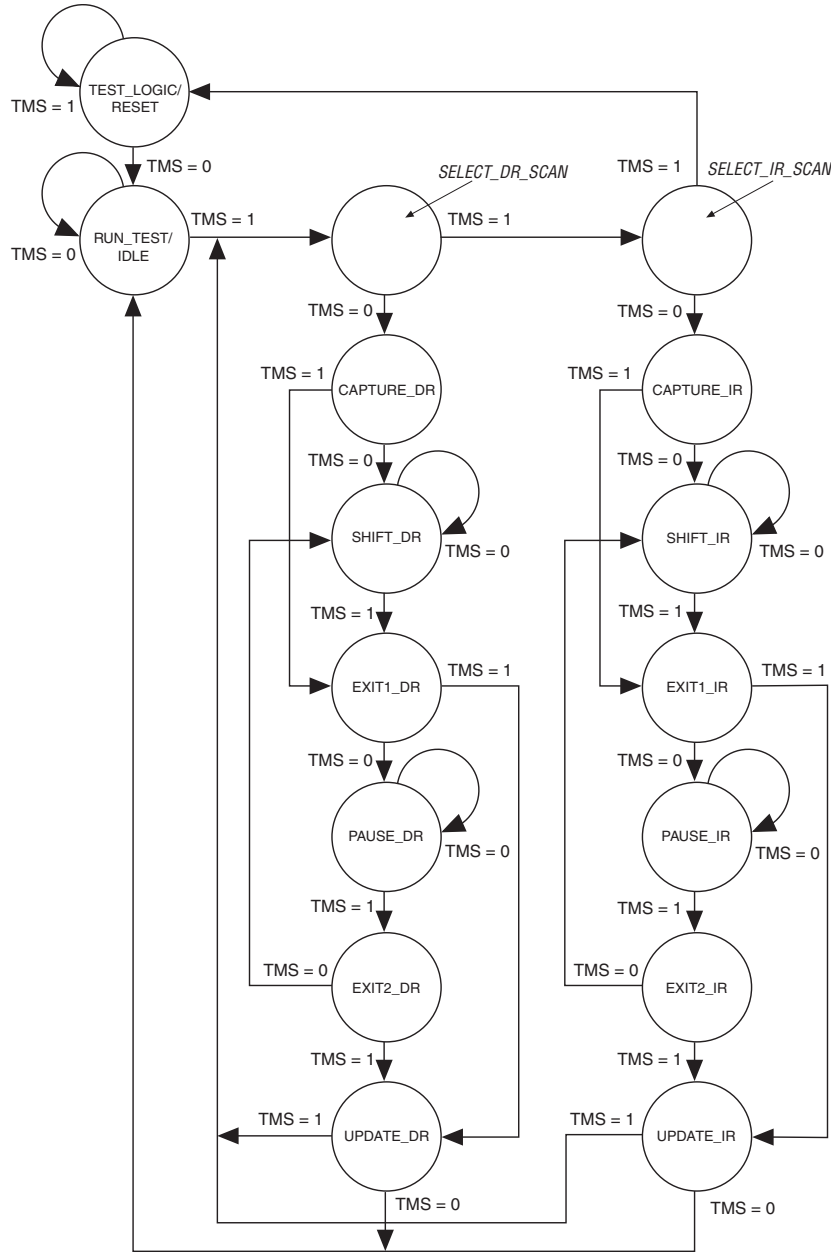 TEST_LOGIC/
RESET
TMS = 1
TMS = 0
SELECT_DR_SCAN
TMS = 1
SELECT_IR_SCAN
RUN_TEST/
IDLE
TMS = 0
TMS = 1
TMS = 1
TMS = 0
TMS = 0
TMS = 1
CAPTURE_DR
TMS = 1
CAPTURE_IR
TMS = 0
TMS = 0
SHIFT_DR
TMS = 0
SHIFT_IR
TMS = 0
TMS = 1
TMS = 1
EXIT1_DR
TMS = 1
EXIT1_IR
TMS = 1
TMS = 0
TMS = 0
PAUSE_DR
TMS = 0
PAUSE_IR
TMS = 0
TMS = 1
TMS = 1
TMS = 0
EXIT2_DR
TMS = 0
EXIT2_IR
TMS = 1
TMS = 1
TMS = 1
UPDATE_DR
TMS = 1
UPDATE_IR
TMS = 0
TMS = 0